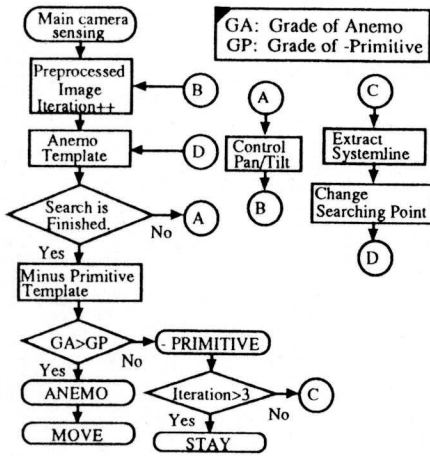 Main camera
sensing
GA: Grade of Anemo
GP: Grade of -Primitive
Preprocessed
Image
Iteration++
B
A
C
Anemo
Template
D
Control
Pan/Tilt
Extract
Systemline
Search is
Finished.
No
A
B
Change
Searching Point
D
Yes
Minus Primitive
Template
GA>GP
No
- PRIMITIVE
Yes
ANEMO
Iteration>3
No
C
MOVE
Yes
STAY